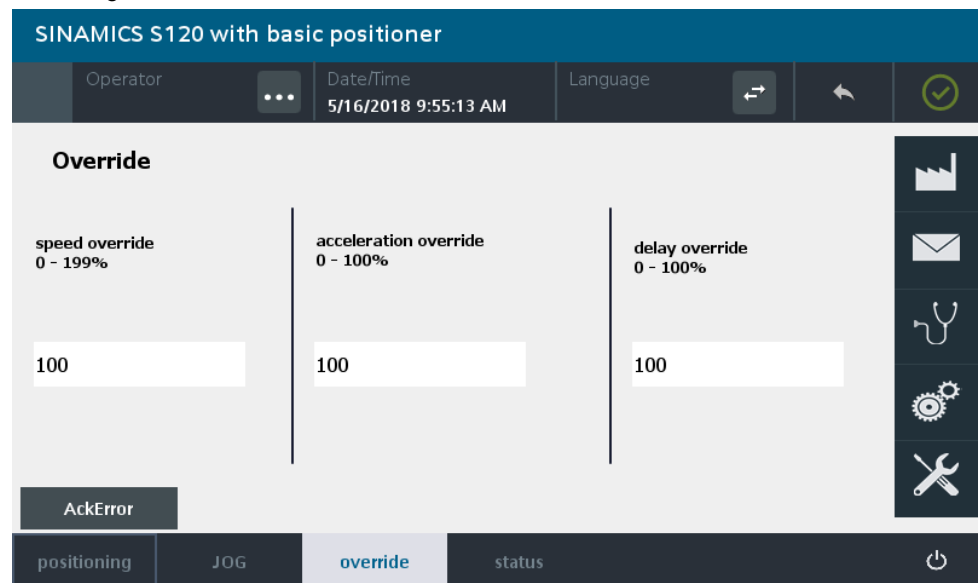 SINAMICS S120 with basic positioner
Operator
...
Date/Time
5/16/2018 9:55:13 AM
Language
Override
speed override
0 - 199%
acceleration override
0 - 100%
delay override
0 - 100%
100
100
100
AckError
positioning
JOG
override
status